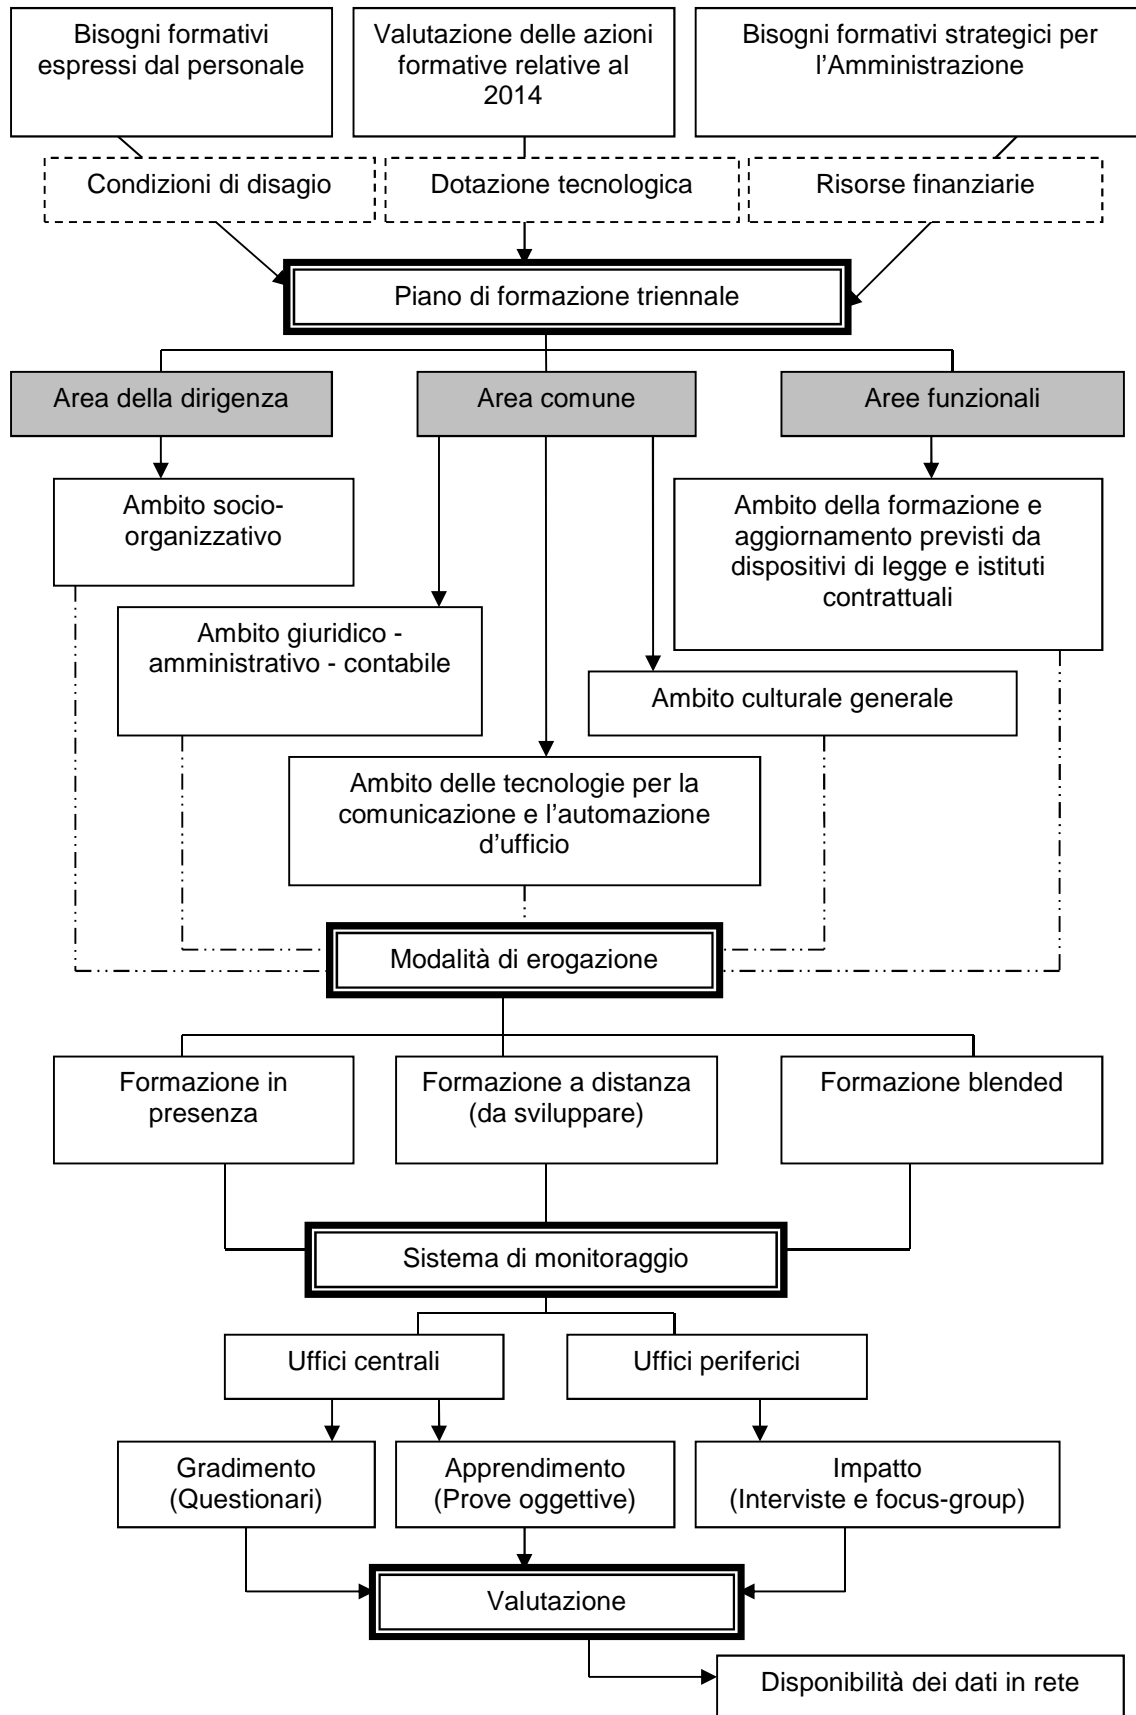 Bisogni formativi
espressi dal personale
Valutazione delle azioni
formative relative al
2014
Bisogni formativi strategici per
l’Amministrazione
Condizioni di disagio
Dotazione tecnologica
Risorse finanziarie
Piano di formazione triennale
Area della dirigenza
Area comune
Aree funzionali
Ambito socio-
organizzativo
Ambito della formazione e
aggiornamento previsti da
dispositivi di legge e istituti
contrattuali
Ambito giuridico -
amministrativo - contabile
Ambito culturale generale
Ambito delle tecnologie per la
comunicazione e l’automazione
d’ufficio
Modalità di erogazione
Formazione in
presenza
Formazione a distanza
(da sviluppare)
Formazione blended
Sistema di monitoraggio
Uffici centrali
Uffici periferici
Gradimento
(Questionari)
Apprendimento
(Prove oggettive)
Impatto
(Interviste e focus-group)
Valutazione
Disponibilità dei dati in rete